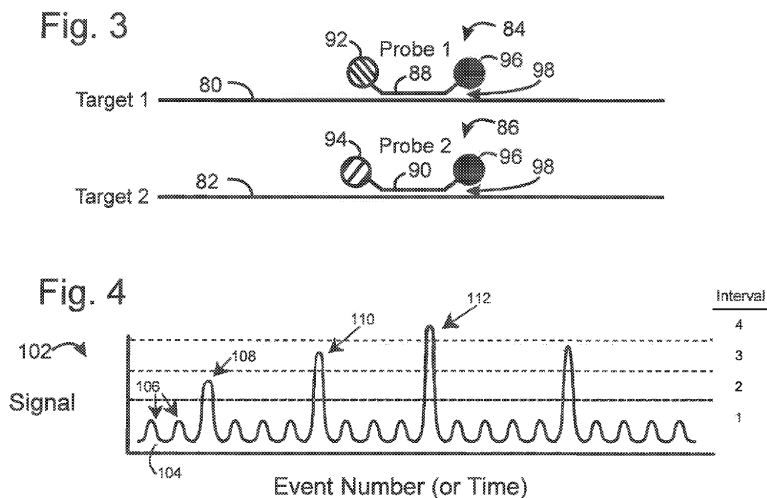 Fig. 3
92
Probe 1
84
88
96
98
80
Target 1
94
Probe 2
86
90
96
98
82
Target 2
Fig. 4
Interval
112
4
110
102
3
108
2
106
Signal
1
104
Event Number (or Time)